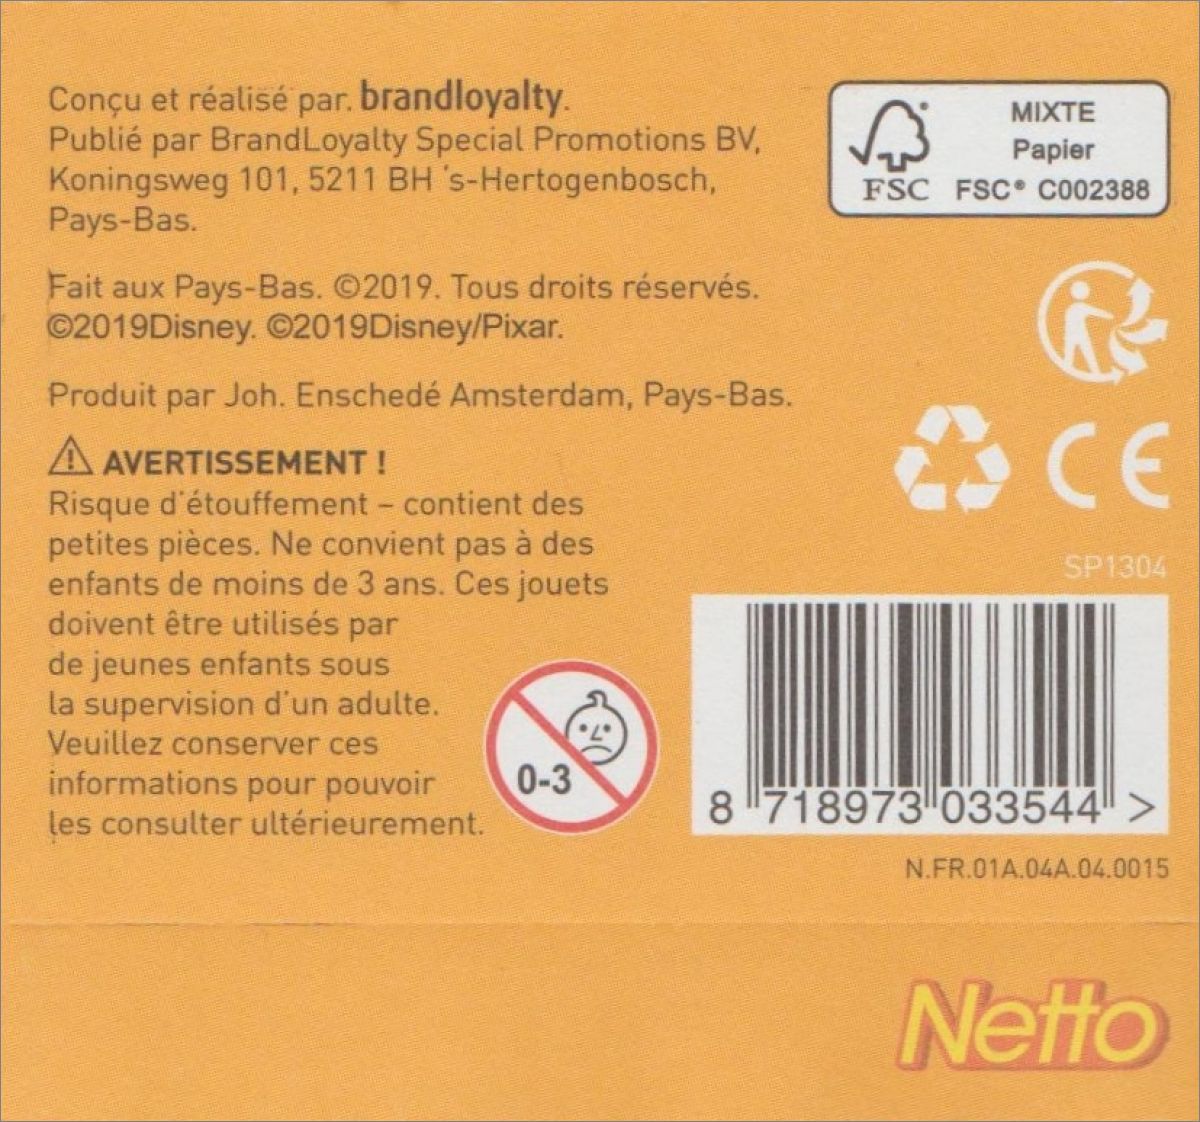 Conçu et réalisé par. brandloyalty.
Publié par BrandLoyalty Special Promotions BV,
Koningsweg 101, 5211 BH 's-Hertogenbosch,
Pays-Bas.
Fait aux Pays-Bas. ©2019. Tous droits réservés.
©2019Disney. ©2019Disney/Pixar.
Produit par Joh. Enschedé Amsterdam, Pays-Bas.
AVERTISSEMENT !
Risque d'étouffement – contient des
petites pièces. Ne convient pas à des
enfants de moins de 3 ans. Ces jouets
doivent être utilisés par
de jeunes enfants sous
la supervision d'un adulte.
Veuillez conserver ces
informations pour pouvoir
les consulter ultérieurement.
0-3
MIXTE
Papier
FSC FSC® C002388
CE
SP1304
8 718973 033544 >
N.FR.01A.04A.04.0015
Netto